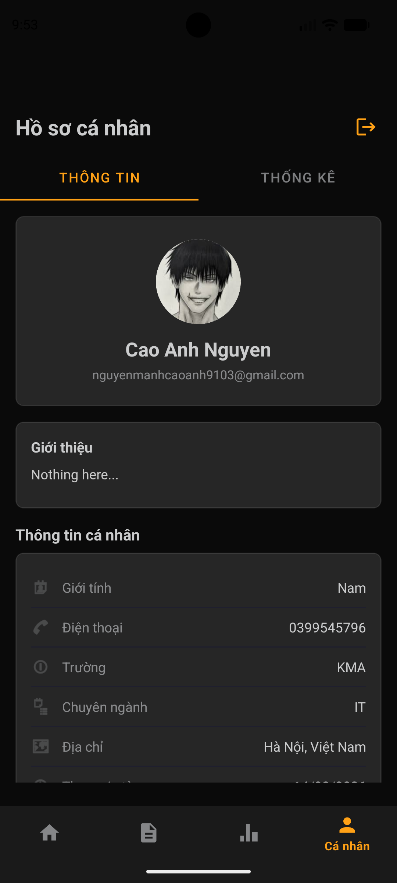 9:53
Hồ sơ cá nhân
THÔNG TIN THỐNG KÊ
Cao Anh Nguyen
nguyenmanhcaoanh9103@gmail.com
Giới thiệu
Nothing here...
Thông tin cá nhân
Giới tính Nam
Điện thoại 0399545796
Trường KMA
Chuyên ngành IT
Địa chỉ Hà Nội, Việt Nam
Cá nhân